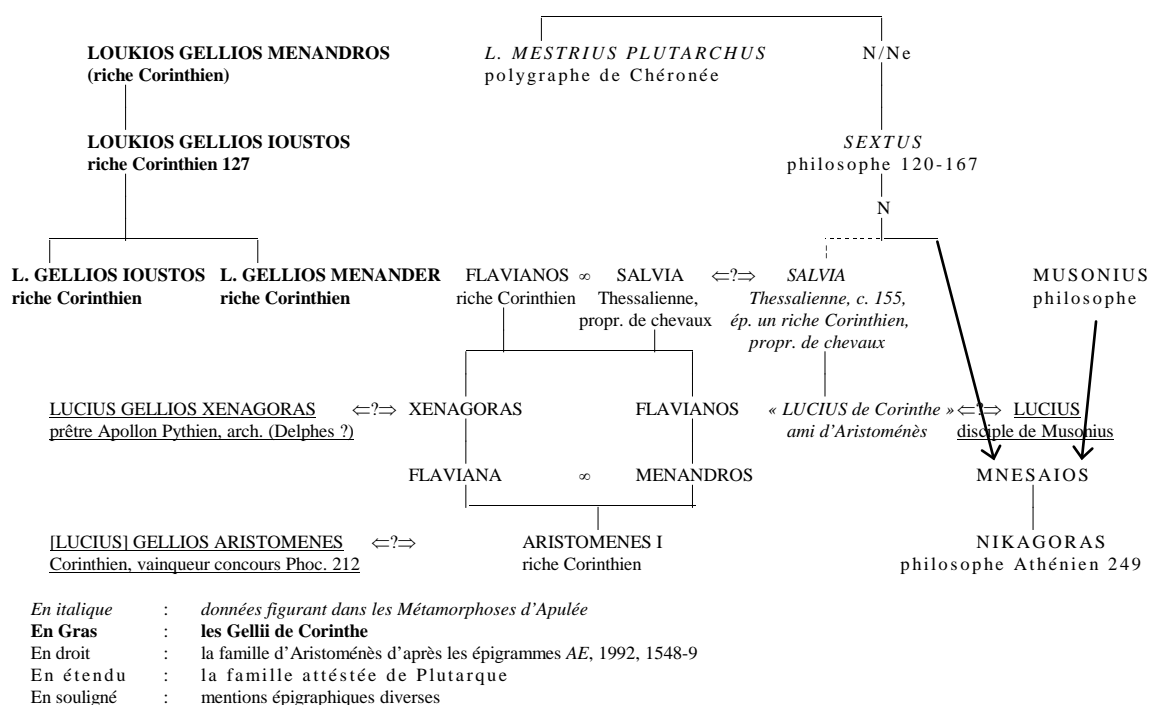 LOUKIOS GELLIOS MENANDROS L. MESTRIUS PLUTARCHUS N/Ne
(riche Corinthien) polygraphe de Chéronée
LOUKIOS GELLIOS IOUSTOS SEXTUS
riche Corinthien 127 philosophe 120-167
N
L. GELLIOS IOUSTOS L. GELLIOS MENANDER FLAVIANOS ∞ SALVIA ⇐?⇒ SALVIA MUSONIUS
riche Corinthien riche Corinthien riche Corinthien Thessalienne, Thessalienne, c. 155, philosophe
propr. de chevaux ép. un riche Corinthien,
propr. de chevaux
LUCIUS GELLIOS XENAGORAS ⇐?⇒ XENAGORAS FLAVIANOS « LUCIUS de Corinthe » ⇐?⇒ LUCIUS
prêtre Apollon Pythien, arch. (Delphes ?) ami d'Aristoménès disciple de Musonius
FLAVIANA ∞ MENANDROS MNESAIOS
[LUCIUS] GELLIOS ARISTOMENES ⇐?⇒ ARISTOMENES I NIKAGORAS
Corinthien, vainqueur concours Phoc. 212 riche Corinthien philosophe Athénien 249
En italique : données figurant dans les Métamorphoses d'Apulée
En Gras : les Gellii de Corinthe
En droit : la famille d'Aristoménès d'après les épigrammes AE, 1992, 1548-9
En étendu : la famille attéstée de Plutarque
En souligné : mentions épigraphiques diverses